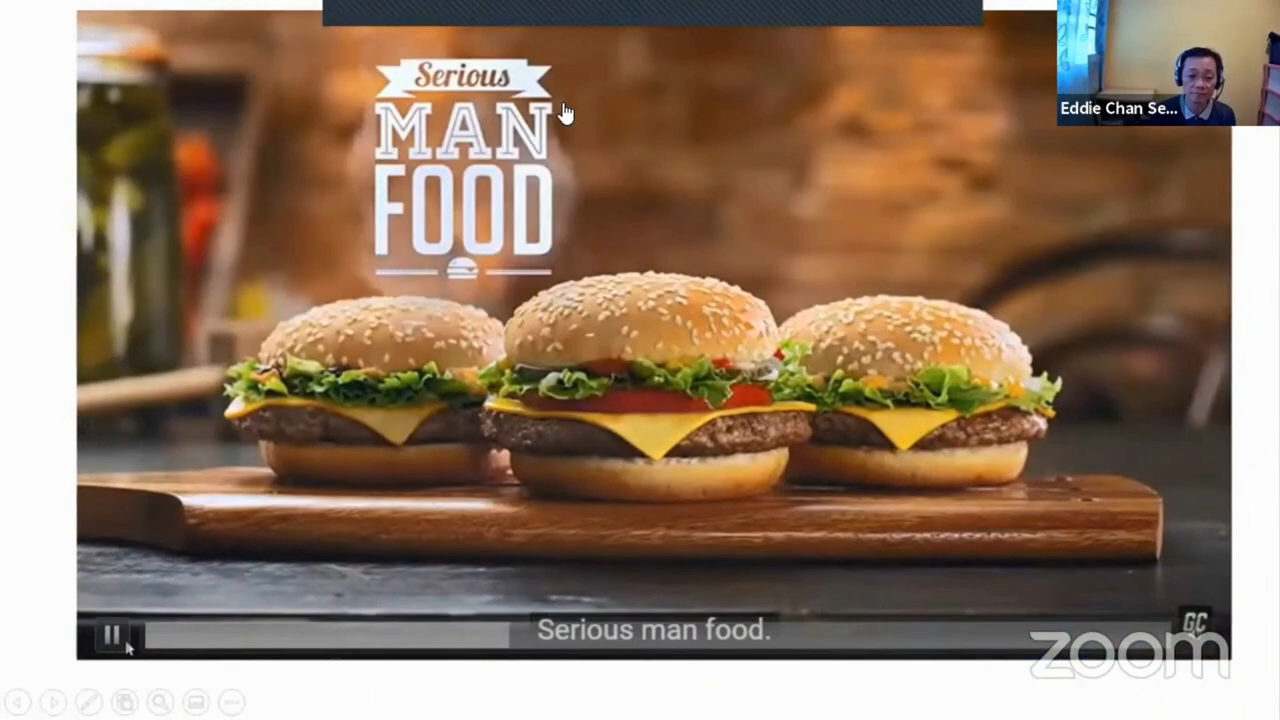 Serious
MAN
FOOD
Eddie Chan Se...
Serious man food.
GC
zoom